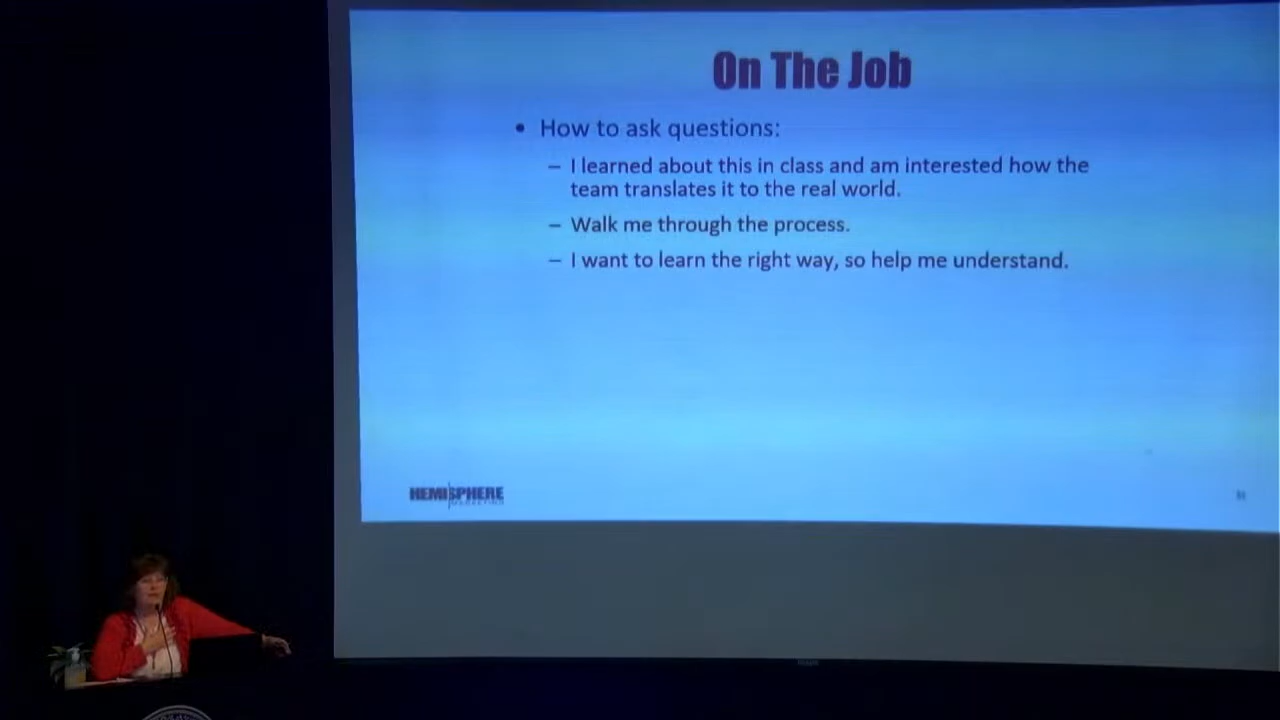 On The Job
• How to ask questions:
– I learned about this in class and am interested how the
team translates it to the real world.
– Walk me through the process.
– I want to learn the right way, so help me understand.
HEMISPHERE
MARKETING